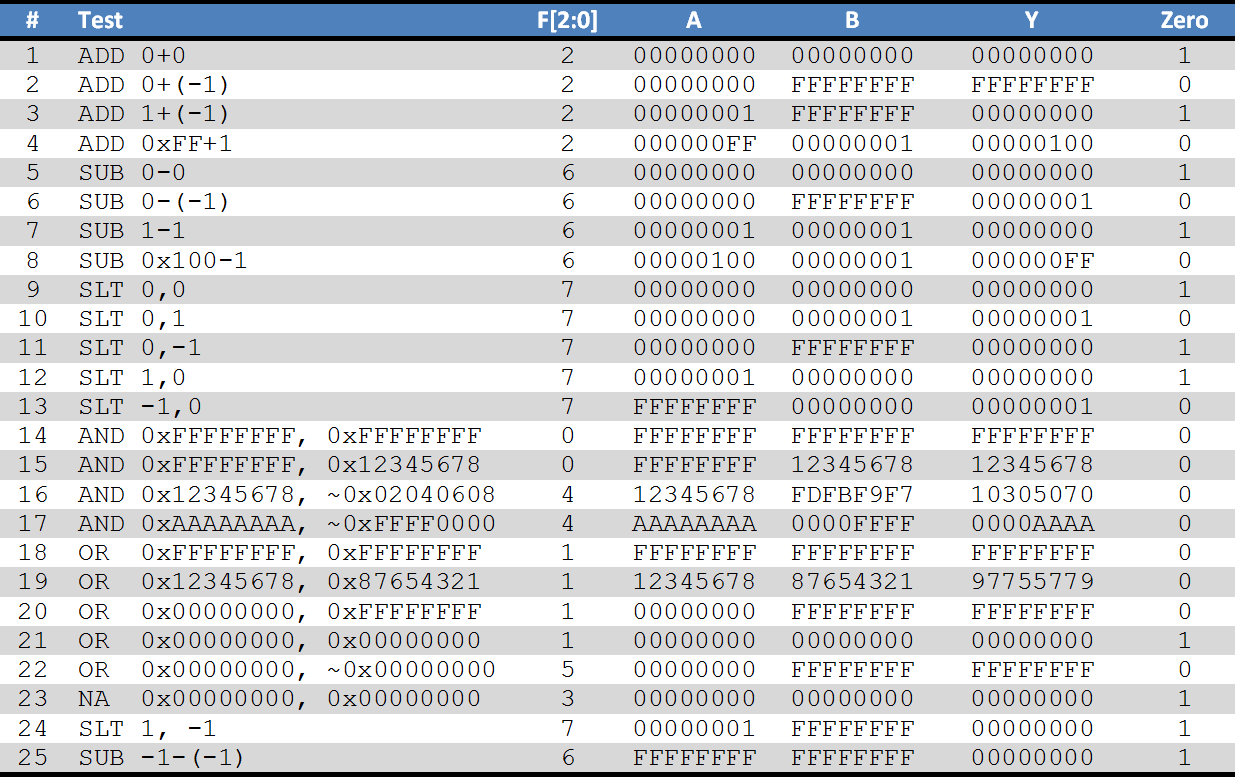 # Test F[2:0] A B Y Zero
1 ADD 0+0 2 00000000 00000000 00000000 1
2 ADD 0+(-1) 2 00000000 FFFFFFFF FFFFFFFF 0
3 ADD 1+(-1) 2 00000001 FFFFFFFF 00000000 1
4 ADD 0xFF+1 2 000000FF 00000001 00000100 0
5 SUB 0-0 6 00000000 00000000 00000000 1
6 SUB 0-(-1) 6 00000000 FFFFFFFF 00000001 0
7 SUB 1-1 6 00000001 00000001 00000000 1
8 SUB 0x100-1 6 00000100 00000001 000000FF 0
9 SLT 0,0 7 00000000 00000000 00000000 1
10 SLT 0,1 7 00000000 00000001 00000001 0
11 SLT 0,-1 7 00000000 FFFFFFFF 00000000 1
12 SLT 1,0 7 00000001 00000000 00000000 1
13 SLT -1,0 7 FFFFFFFF 00000000 00000001 0
14 AND 0xFFFFFFFF, 0xFFFFFFFF 0 FFFFFFFF FFFFFFFF FFFFFFFF 0
15 AND 0xFFFFFFFF, 0x12345678 0 FFFFFFFF 12345678 12345678 0
16 AND 0x12345678, ~0x02040608 4 12345678 FDFBF9F7 10305070 0
17 AND 0xAAAAAAAA, ~0xFFFF0000 4 AAAAAAAA 0000FFFF 0000AAAA 0
18 OR 0xFFFFFFFF, 0xFFFFFFFF 1 FFFFFFFF FFFFFFFF FFFFFFFF 0
19 OR 0x12345678, 0x87654321 1 12345678 87654321 97755779 0
20 OR 0x00000000, 0xFFFFFFFF 1 00000000 FFFFFFFF FFFFFFFF 0
21 OR 0x00000000, 0x00000000 1 00000000 00000000 00000000 1
22 OR 0x00000000, ~0x00000000 5 00000000 FFFFFFFF FFFFFFFF 0
23 NA 0x00000000, 0x00000000 3 00000000 00000000 00000000 1
24 SLT 1, -1 7 00000001 FFFFFFFF 00000000 1
25 SUB -1-(-1) 6 FFFFFFFF FFFFFFFF 00000000 1